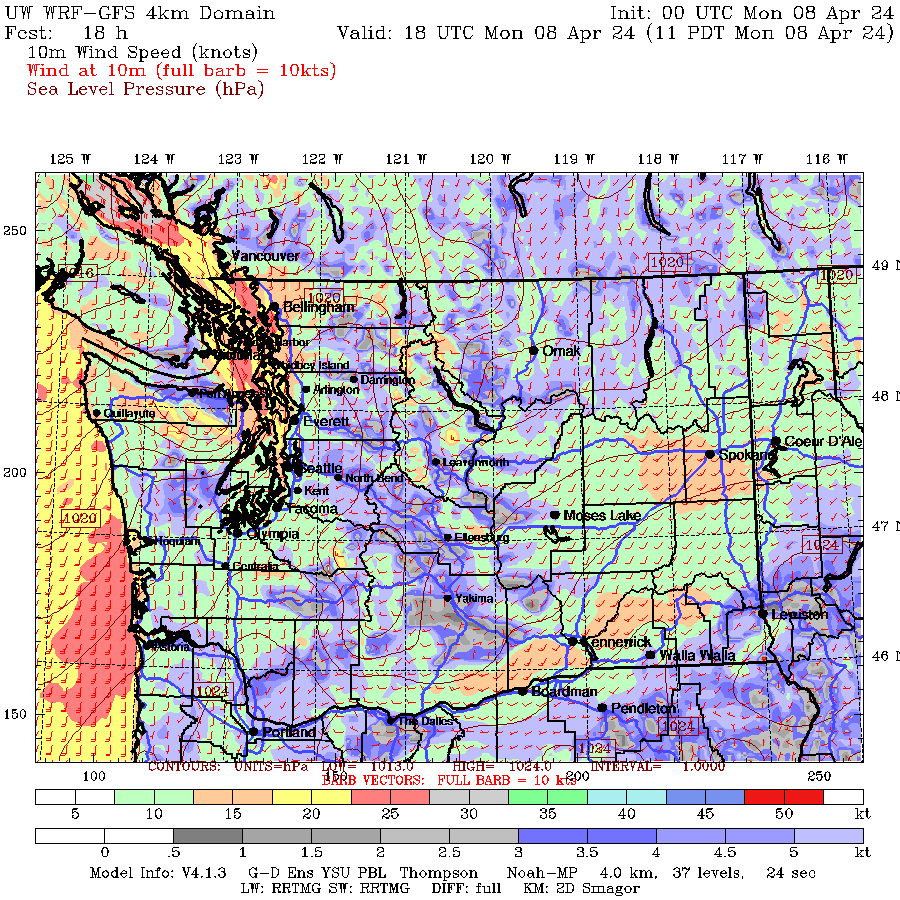 UW WRF-GFS 4km Domain Init: 00 UTC Mon 08 Apr 24
Fcst: 18 h Valid: 18 UTC Mon 08 Apr 24 (11 PDT Mon 08 Apr 24)
10m Wind Speed (knots)
Wind at 10m (full barb = 10kts)
Sea Level Pressure (hPa)
125 W 124 W 123 W 122 W 121 W 120 W 119 W 118 W 117 W 116 W
250
Vancouver
49 N
1016
1020
1020
1020
Bellingham
Harbor
Omak
Whidbey Island
Darrington
Arlington
48 N
Quillayute
Everett
Coeur D'Ale
Spokane
Leavenworth
200
Seattle
North Bend
Kent
Tacoma
Moses Lake
1020
47 N
Olympia
Hoquiam
Ellensburg
1024
Centralia
Yakima
Lewiston
Kennewick
Astoria
Walla Walla
46 N
1024
Boardman
Pendleton
150
The Dalles
1024
Portland
1024
CONTOURS: UNITS=hPa LOW= 1013.0 HIGH= 1024.0 INTERVAL= 1.0000
100 150 200 250
BARB VECTORS: FULL BARB = 10 kts
5 10 15 20 25 30 35 40 45 50 kt
0 .5 1 1.5 2 2.5 3 3.5 4 4.5 5 kt
Model Info: V4.1.3 G-D Ens YSU PBL Thompson Noah-MP 4.0 km, 37 levels, 24 sec
LW: RRTMG SW: RRTMG DIFF: full KM: 2D Smagor